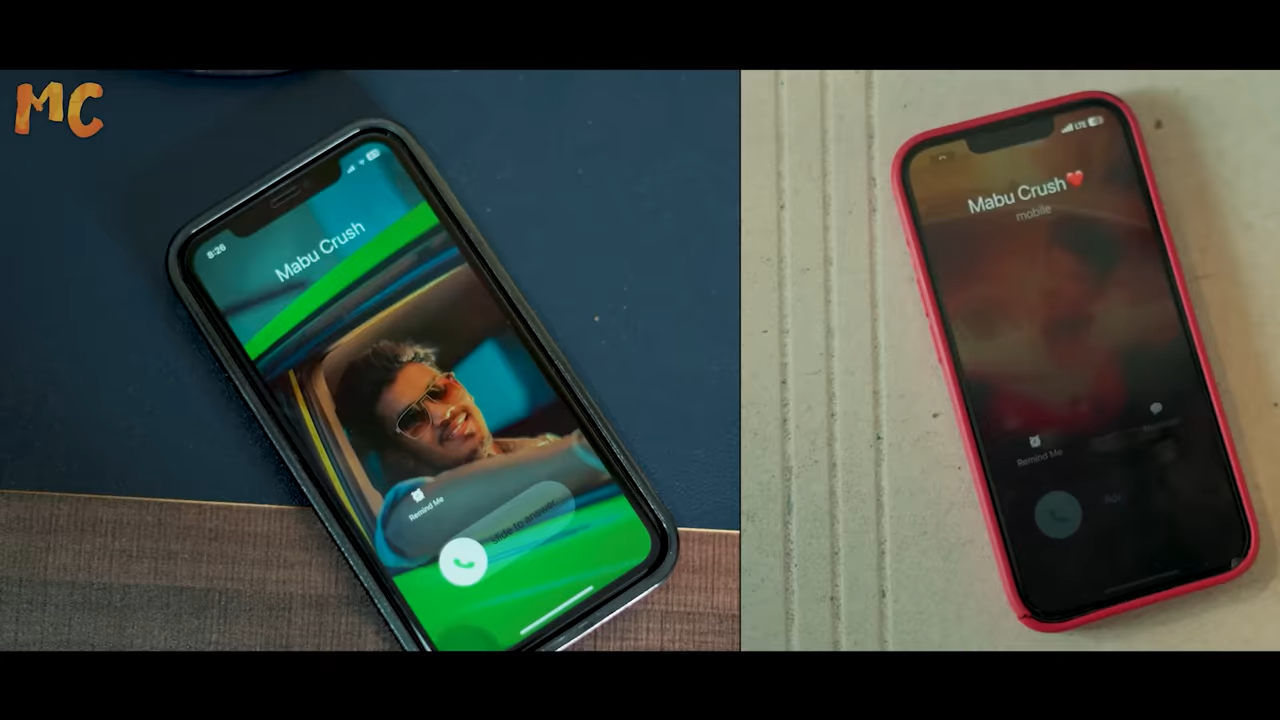 MC
8:26
Mabu Crush
Remind Me
slide to answer
LTE
Mabu Crush❤️
mobile
Remind Me